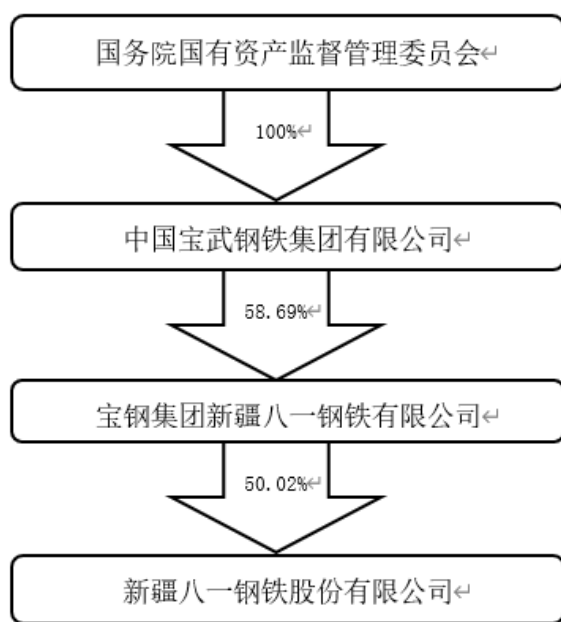 国务院国有资产监督管理委员会↵
100%↵
中国宝武钢铁集团有限公司↵
58.69%↵
宝钢集团新疆八一钢铁有限公司↵
50.02%↵
新疆八一钢铁股份有限公司↵